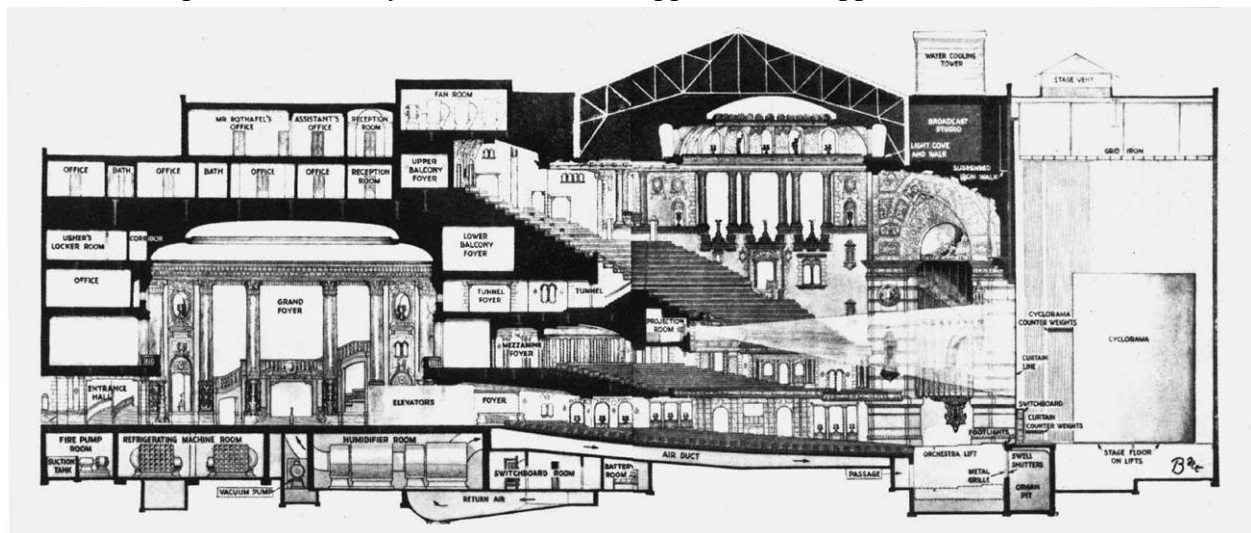 WATER COOLING
TOWER
STAGE VENT
FAN ROOM
MR ROTHAFEL'S
OFFICE
ASSISTANT'S
OFFICE
RECEPTION
ROOM
BROADCAST
STUDIO
LIGHT COVE
AND WALK
GRID IRON
SUSPENDED
IRON WALK
OFFICE
BATH
OFFICE
BATH
OFFICE
OFFICE
RECEPTION
ROOM
UPPER
BALCONY
FOYER
USHER'S
LOCKER ROOM
CORRIDOR
LOWER
BALCONY
FOYER
OFFICE
GRAND
FOYER
TUNNEL
FOYER
TUNNEL
PROJECTION
ROOM
MEZZANINE
FOYER
CYCLORAMA
COUNTER WEIGHTS
CYCLORAMA
CURTAIN
LINE
ENTRANCE
HALL
ELEVATORS
FOYER
SWITCHBOARD
CURTAIN
COUNTER WEIGHTS
FOOTLIGHTS
FIRE PUMP
ROOM
REFRIGERATING MACHINE ROOM
HUMIDIFIER ROOM
AIR DUCT
ORCHESTRA LIFT
STAGE FLOOR
ON LIFTS
SUCTION
TANK
VACUUM PUMP
SWITCHBOARD ROOM
BATTERY
ROOM
PASSAGE
METAL
GRILLE
SWELL
SHUTTERS
ORGAN
PIT
RETURN AIR